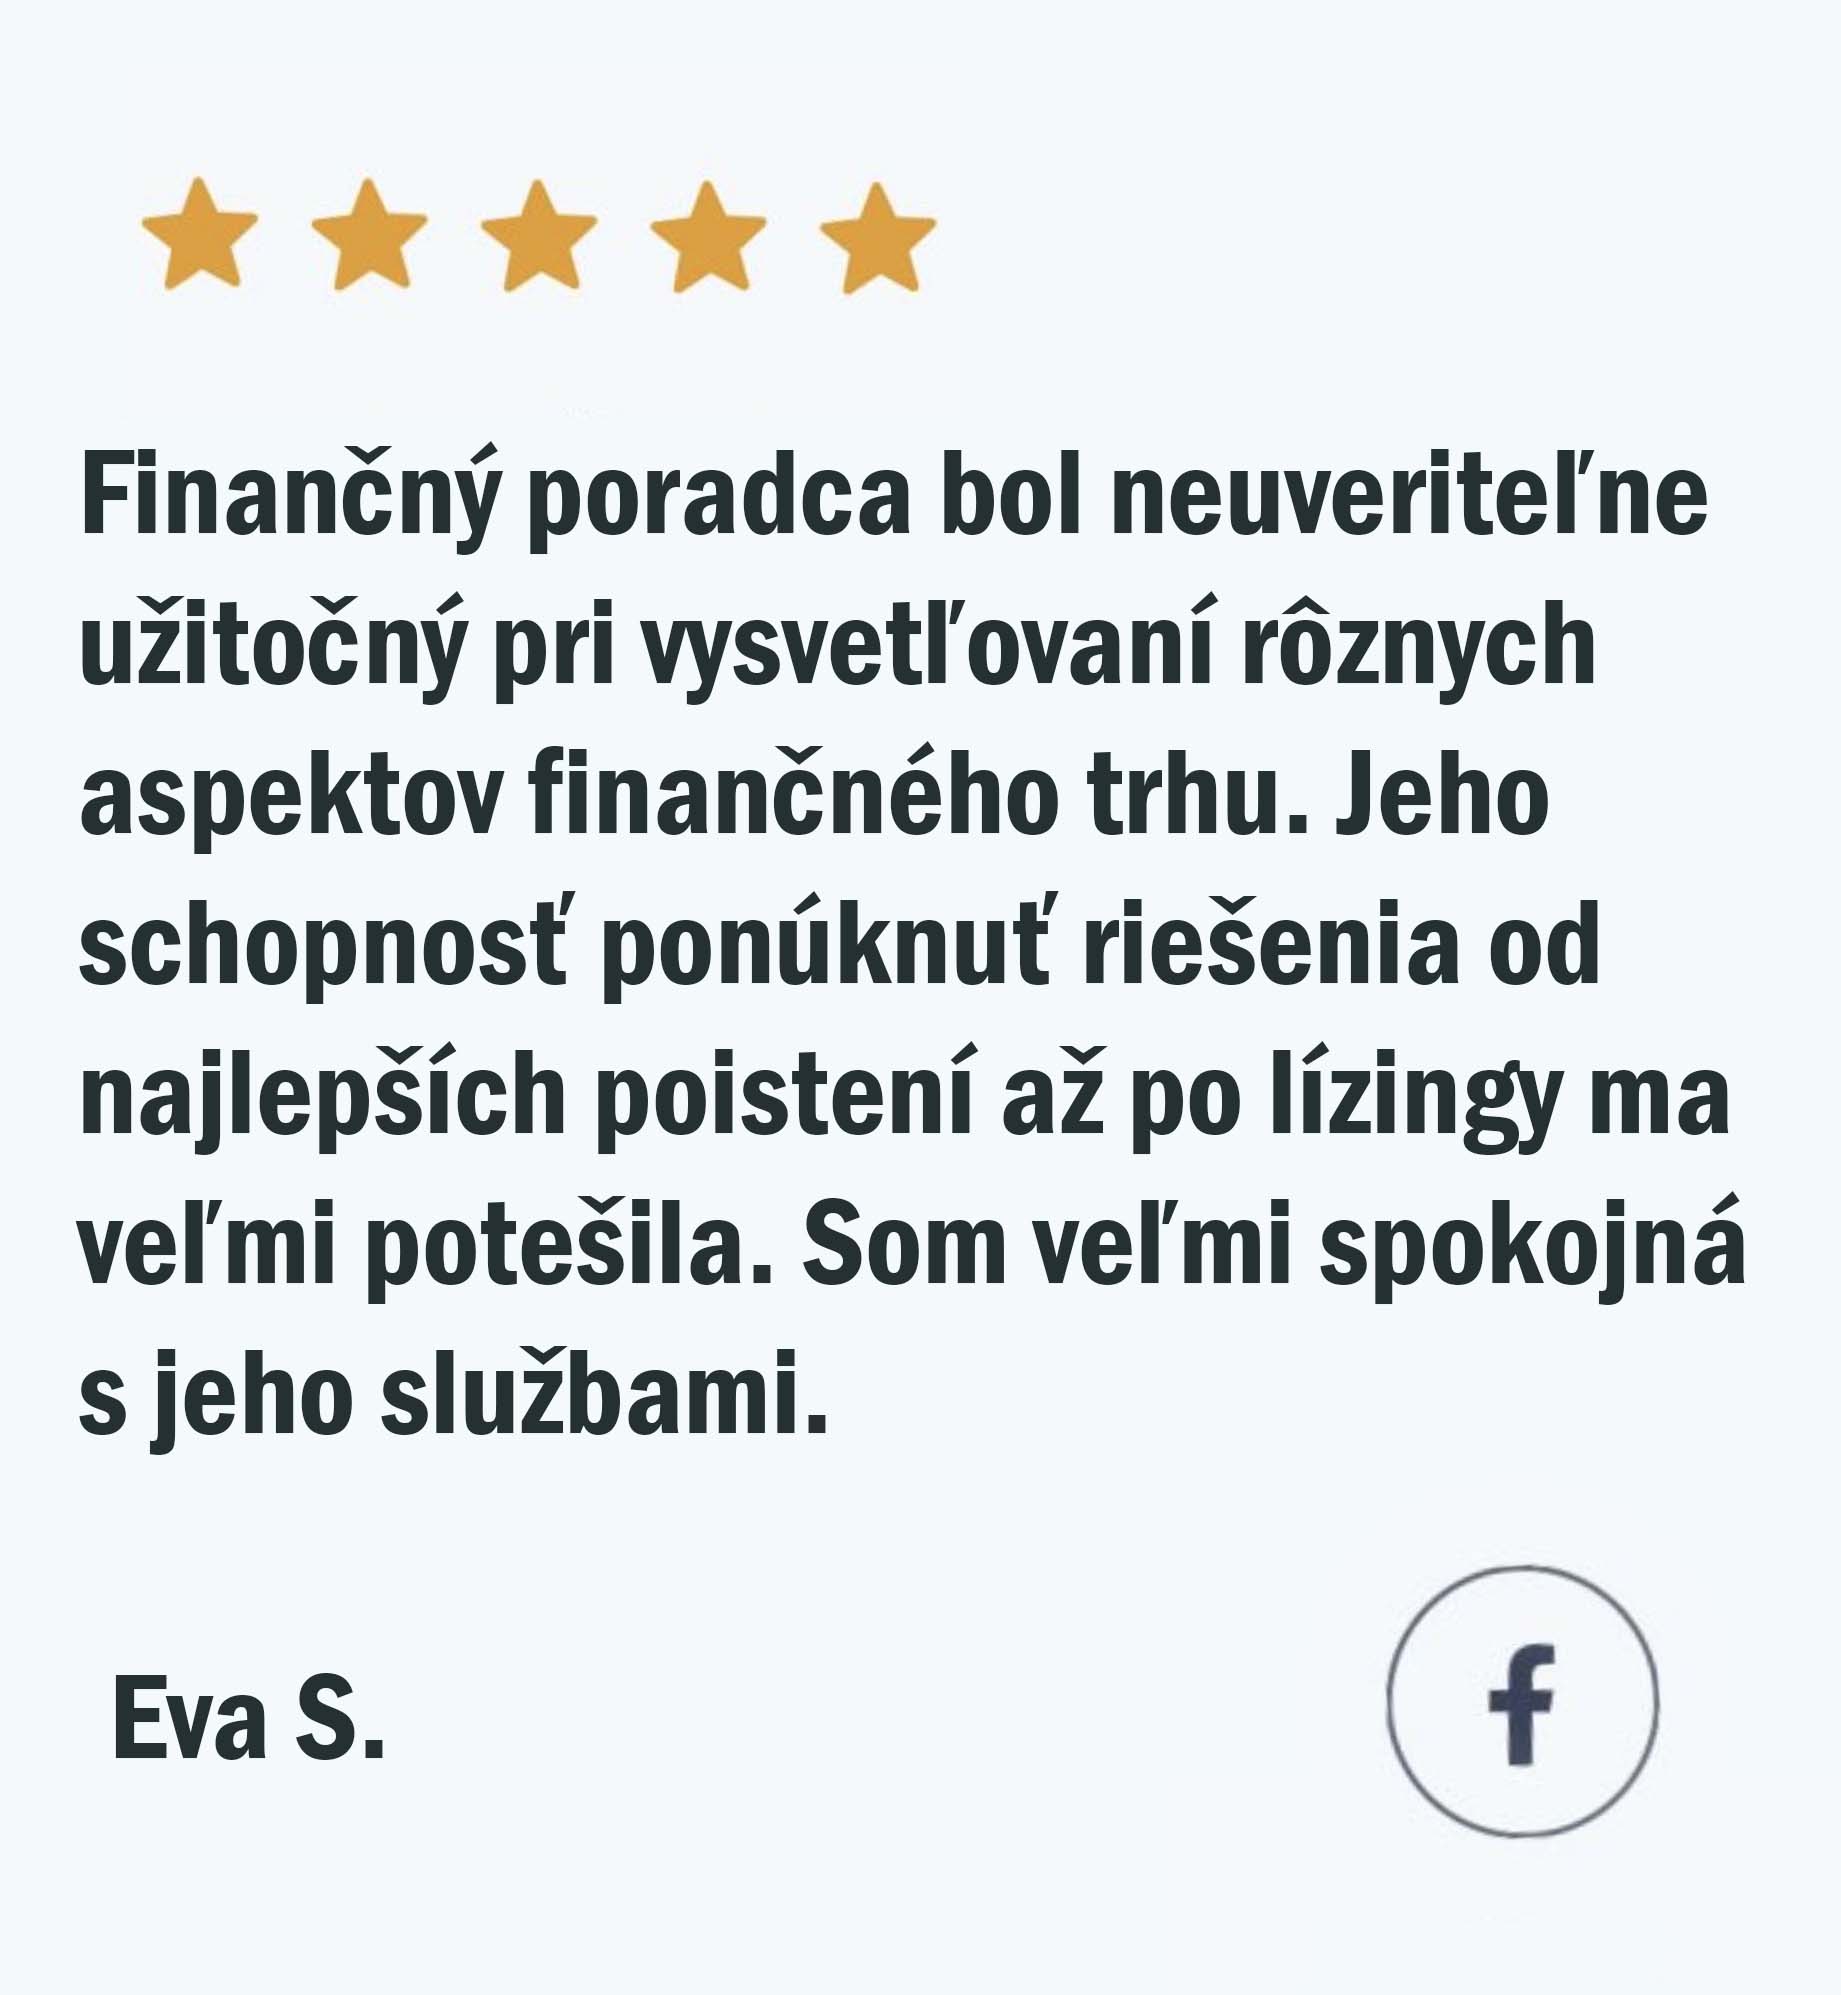 Finančný poradca bol neuveriteľne
užitočný pri vysvetľovaní rôznych
aspektov finančného trhu. Jeho
schopnosť ponúknuť riešenia od
najlepších poistení až po lízingy ma
veľmi potešila. Som veľmi spokojná
s jeho službami.
Eva S.
f